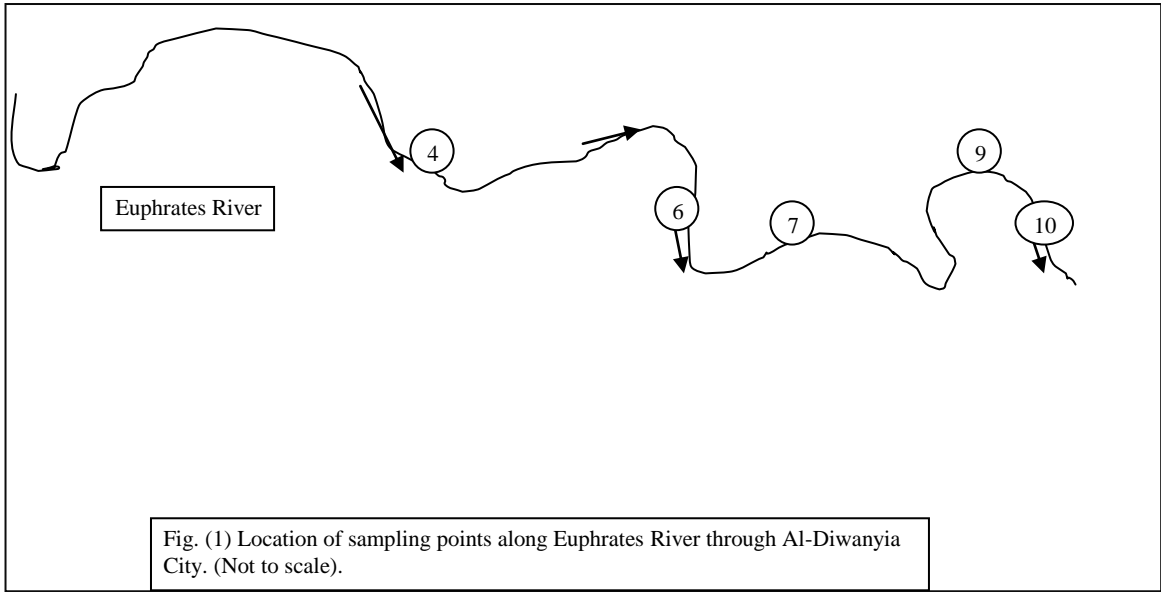 4
9
Euphrates River
6
7
10
Fig. (1) Location of sampling points along Euphrates River through Al-Diwanyia
City. (Not to scale).